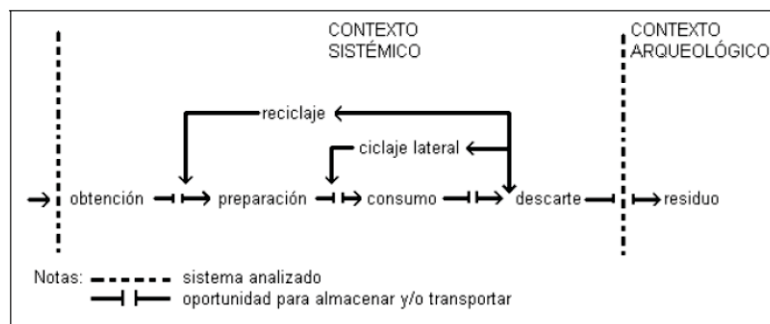 CONTEXTO
SISTÉMICO
CONTEXTO
ARQUEOLÓGICO
reciclaje
ciclaje lateral
obtención preparación consumo descarte residuo
Notas: sistema analizado
oportunidad para almacenar y/o transportar